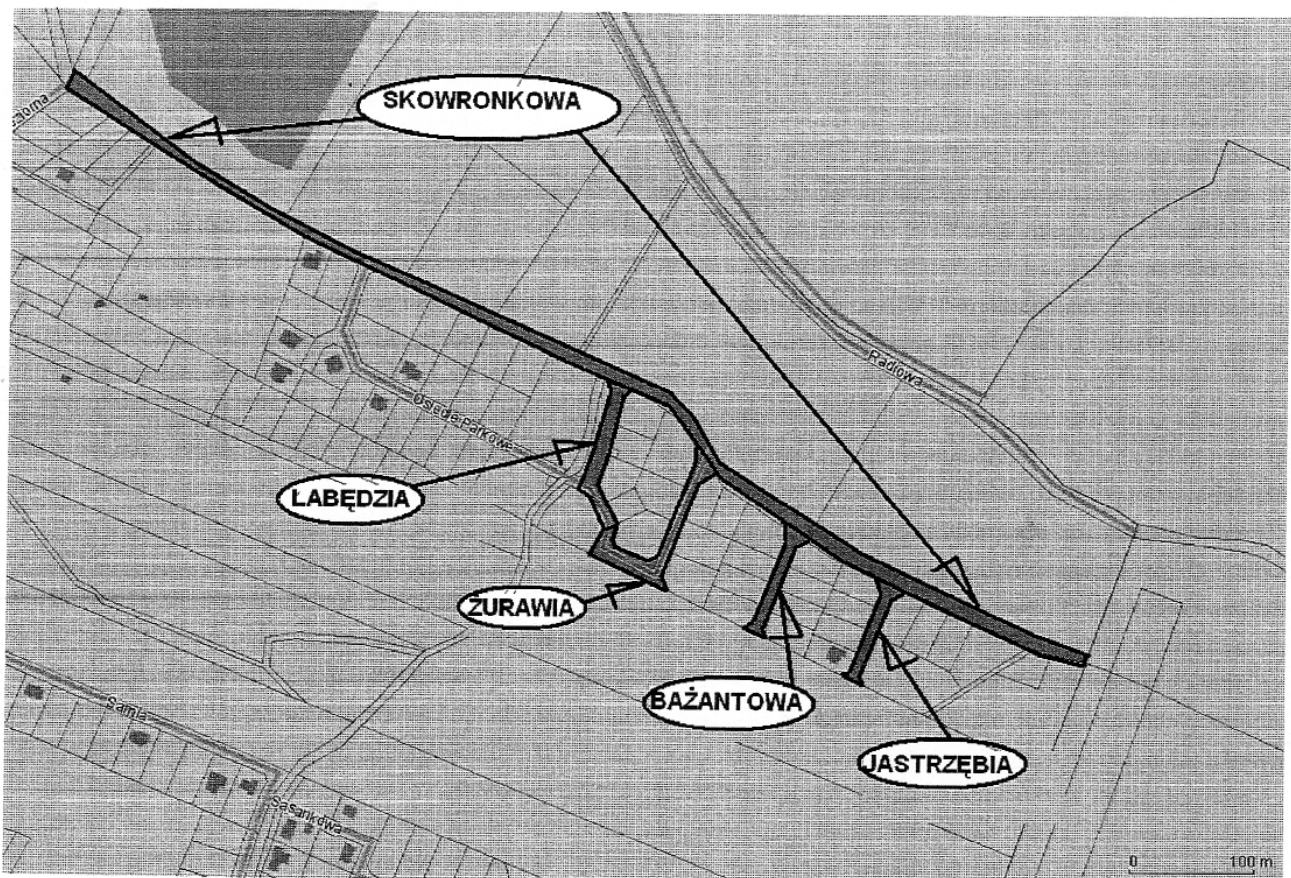 SKOWRONKOWA
Radiowa
Osiedle Parkowe
ŁABĘDZIA
ŻURAWIA
BAŻANTOWA
JASTRZĘBIA
Sarnia
Sasankowa
0 100 m